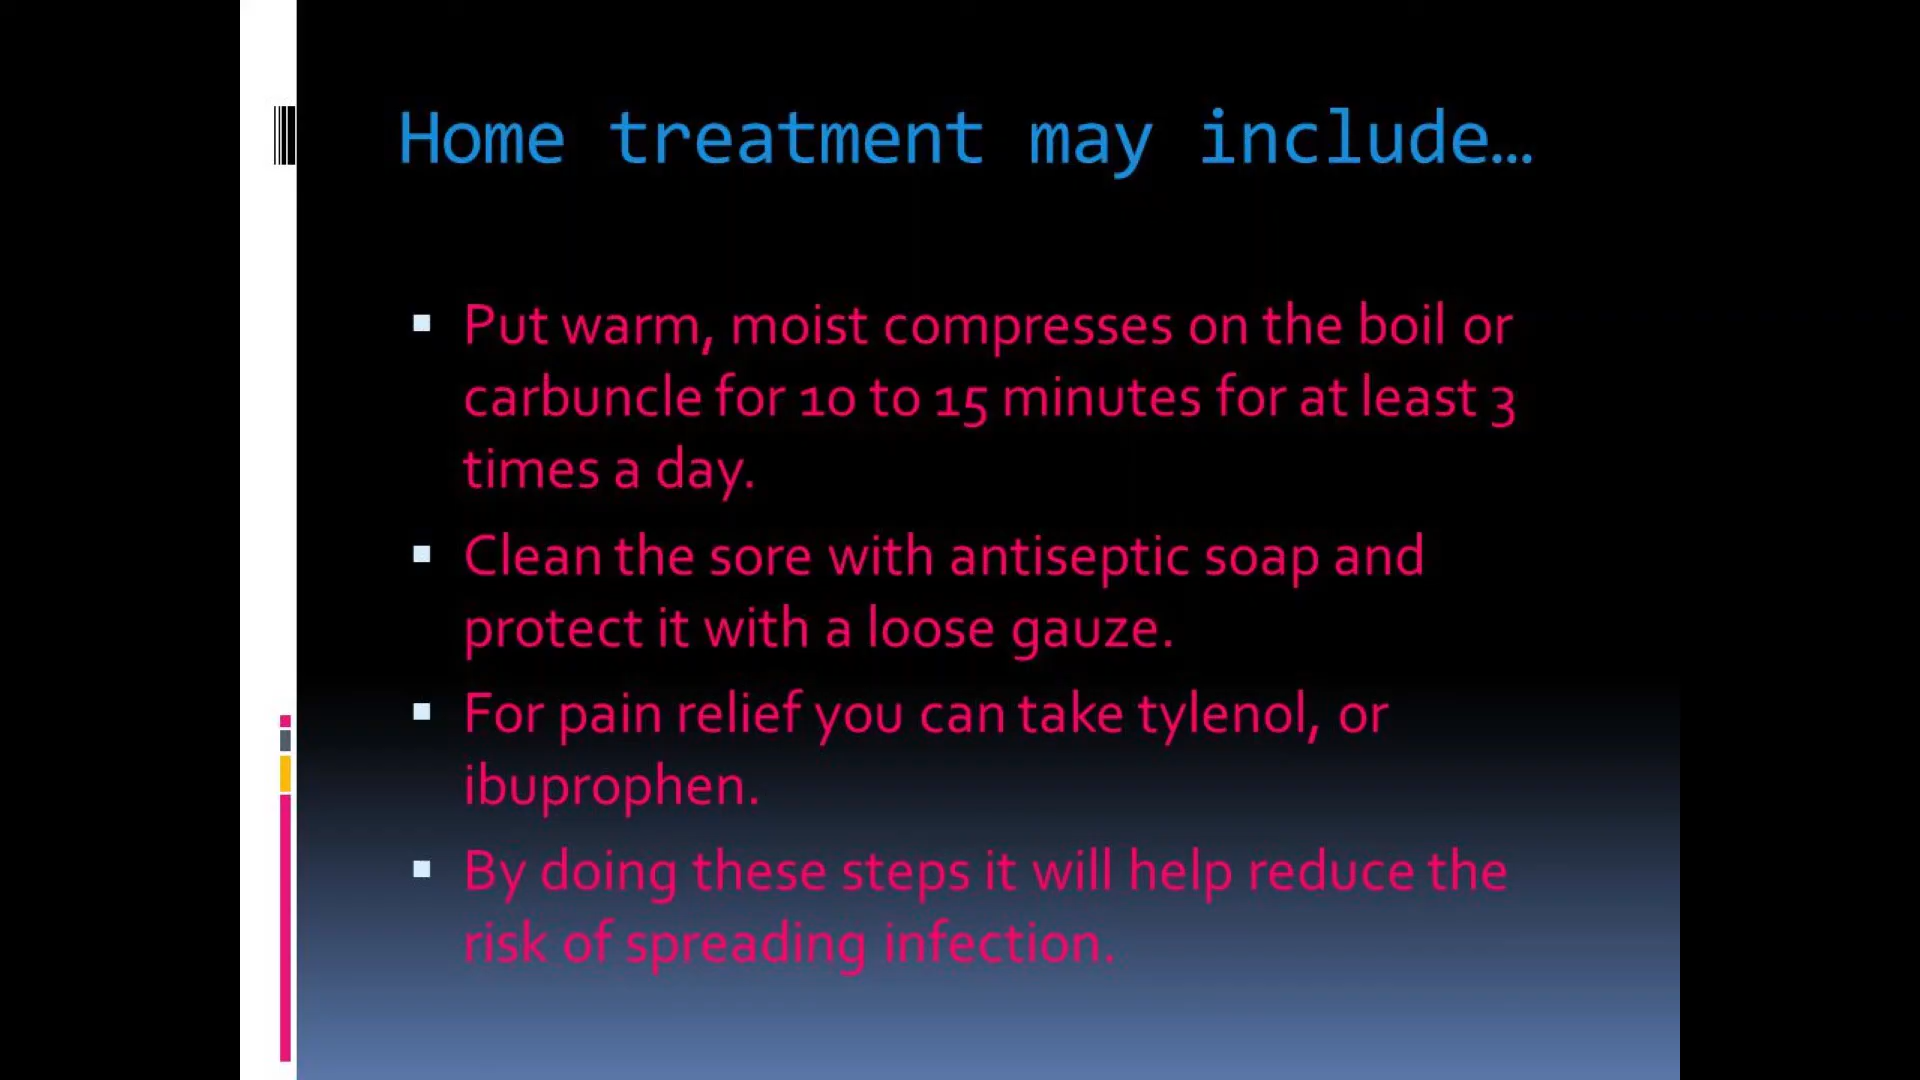 Home treatment may include…
Put warm, moist compresses on the boil or
carbuncle for 10 to 15 minutes for at least 3
times a day.
Clean the sore with antiseptic soap and
protect it with a loose gauze.
For pain relief you can take tylenol, or
ibuprophen.
By doing these steps it will help reduce the
risk of spreading infection.